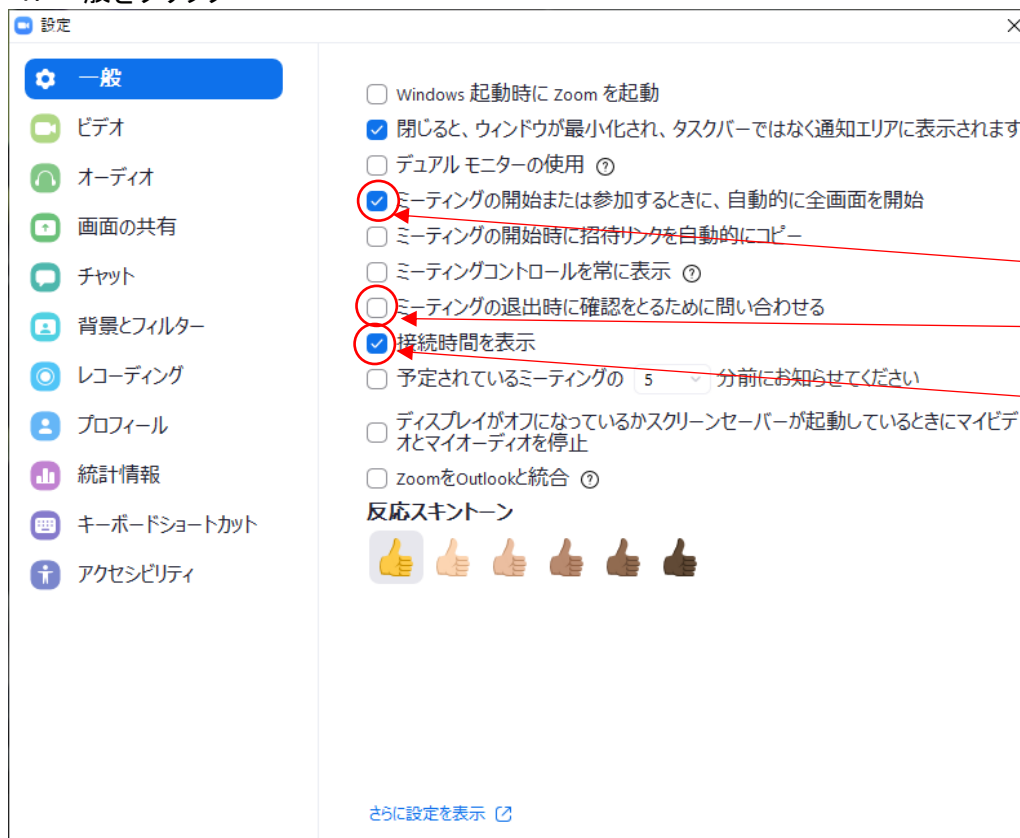 設定
一般
ビデオ
オーディオ
画面の共有
チャット
背景とフィルター
レコーディング
プロフィール
統計情報
キーボードショートカット
アクセシビリティ
Windows 起動時に Zoom を起動
閉じると、ウィンドウが最小化され、タスクバーではなく通知エリアに表示されます
デュアル モニターの使用
ミーティングの開始または参加するときに、自動的に全画面を開始
ミーティングの開始時に招待リンクを自動的にコピー
ミーティングコントロールを常に表示
ミーティングの退出時に確認をとるために問い合わせる
接続時間を表示
予定されているミーティングの 5 分前にお知らせてください
ディスプレイがオフになっているかスクリーンセーバーが起動しているときにマイビデ
オとマイオーディオを停止
ZoomをOutlookと統合
反応スキントーン
さらに設定を表示